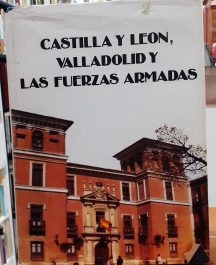 CASTILLA Y LEON,
VALLADOLID Y
LAS FUERZAS ARMADAS